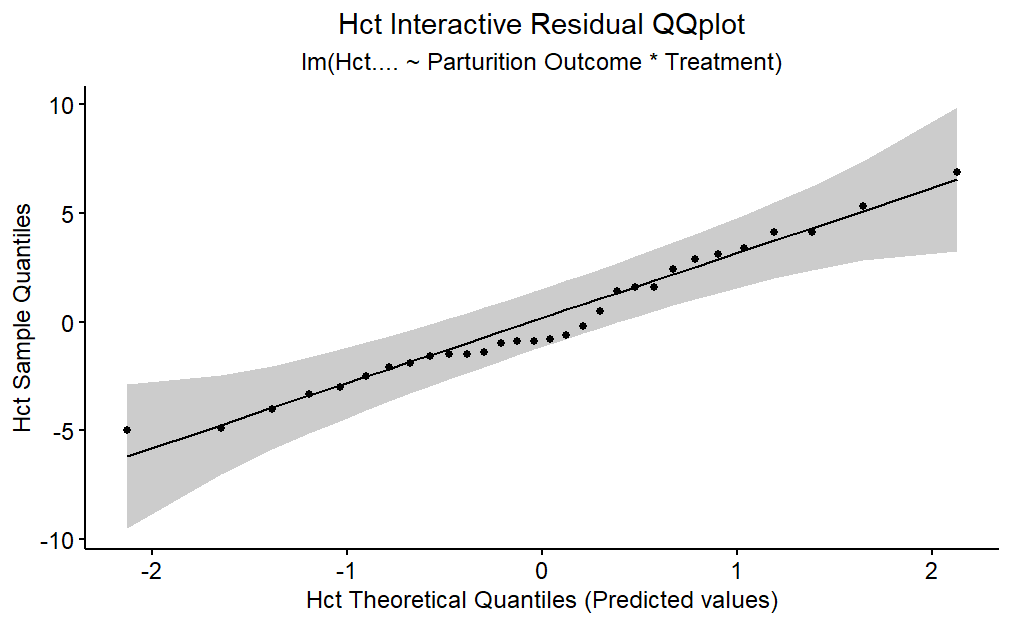 Hct Interactive Residual QQplot
lm(Hct.... ~ Parturition Outcome * Treatment)
10
5
0
-5
-10
Hct Sample Quantiles
-2
-1
0
1
2
Hct Theoretical Quantiles (Predicted values)